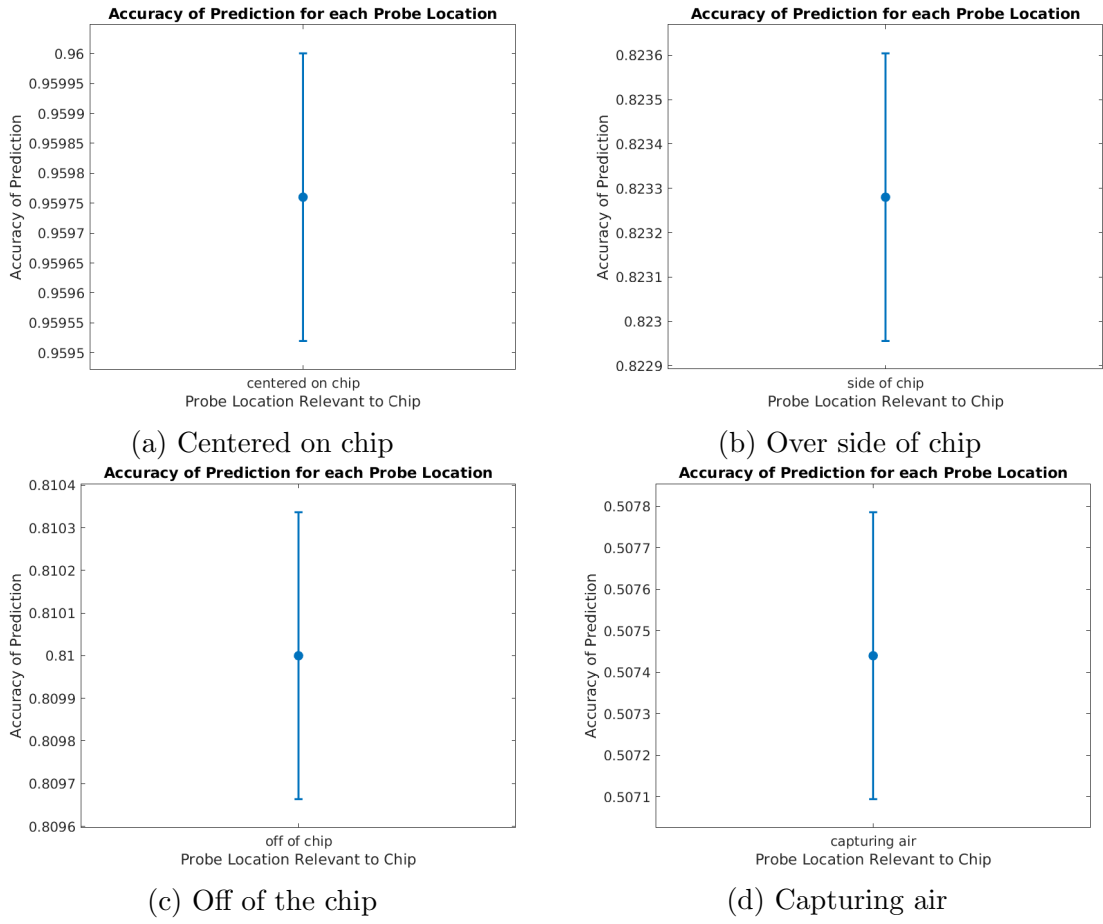 Accuracy of Prediction for each Probe Location
0.96
0.95995
0.9599
0.95985
0.9598
0.95975
0.9597
0.95965
0.9596
0.95955
0.9595
Accuracy of Prediction
centered on chip
Probe Location Relevant to Chip
(a) Centered on chip
Accuracy of Prediction for each Probe Location
0.8236
0.8235
0.8234
0.8233
0.8232
0.8231
0.823
0.8229
Accuracy of Prediction
side of chip
Probe Location Relevant to Chip
(b) Over side of chip
Accuracy of Prediction for each Probe Location
0.8104
0.8103
0.8102
0.8101
0.81
0.8099
0.8098
0.8097
0.8096
Accuracy of Prediction
off of chip
Probe Location Relevant to Chip
(c) Off of the chip
Accuracy of Prediction for each Probe Location
0.5078
0.5077
0.5076
0.5075
0.5074
0.5073
0.5072
0.5071
Accuracy of Prediction
capturing air
Probe Location Relevant to Chip
(d) Capturing air